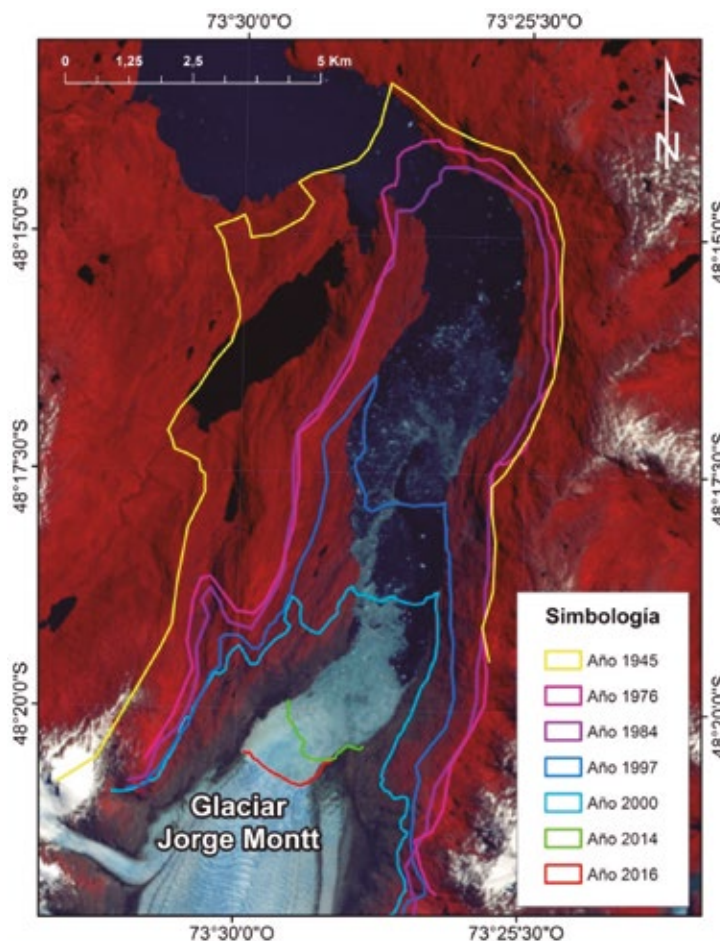 73°30'0"O 73°25'30"O
0 1,25 2,5 5 Km
N
48°15'0"S 48°15'0"S
48°17'30"S 48°17'30"S
48°20'0"S 48°20'0"S
Glaciar
Jorge Montt
Simbología
Año 1945
Año 1976
Año 1984
Año 1997
Año 2000
Año 2014
Año 2016
73°30'0"O 73°25'30"O